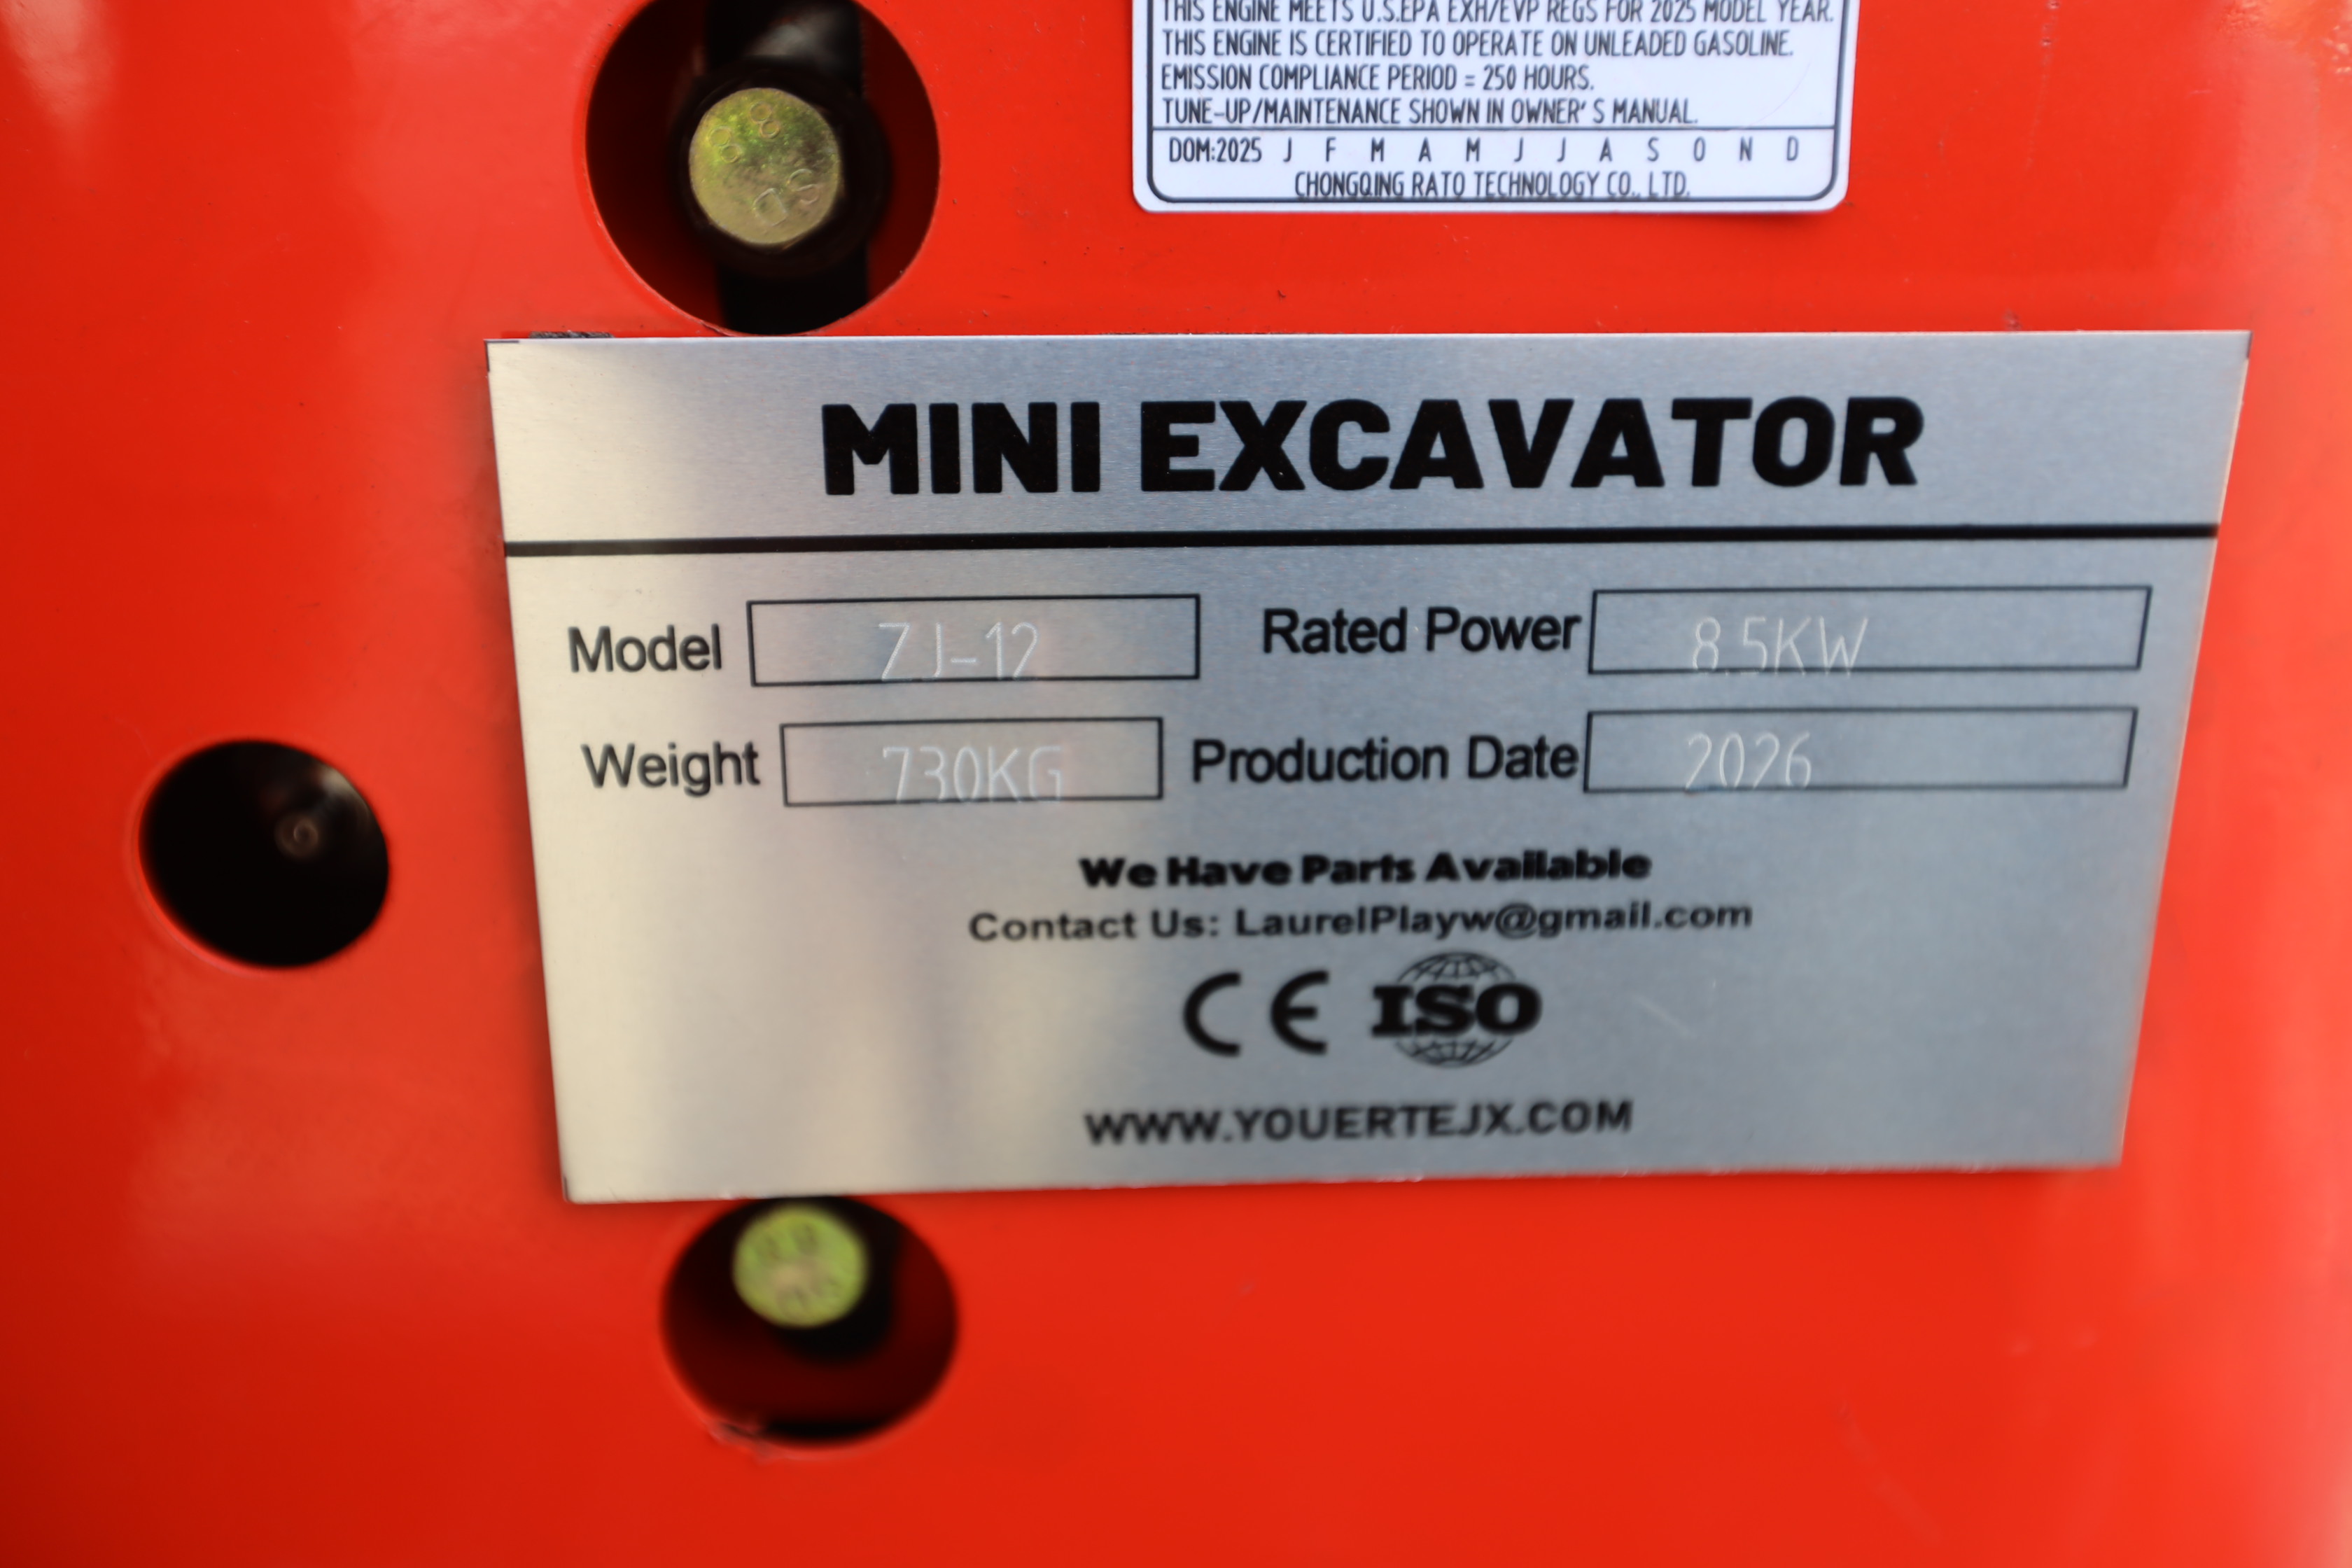 THIS ENGINE MEETS U.S.EPA EXH/EVP REGS FOR 2025 MODEL YEAR.
THIS ENGINE IS CERTIFIED TO OPERATE ON UNLEADED GASOLINE.
EMISSION COMPLIANCE PERIOD = 250 HOURS.
TUNE-UP/MAINTENANCE SHOWN IN OWNER' S MANUAL.
DOM:2025 J F M A M J J A S O N D
CHONGQING RATO TECHNOLOGY CO., LTD.
8.8
SD
MINI EXCAVATOR
Model ZJ-12 Rated Power 8.5KW
Weight 730KG Production Date 2026
We Have Parts Available
Contact Us: LaurelPlayw@gmail.com
CE ISO
WWW.YOUERTEJX.COM